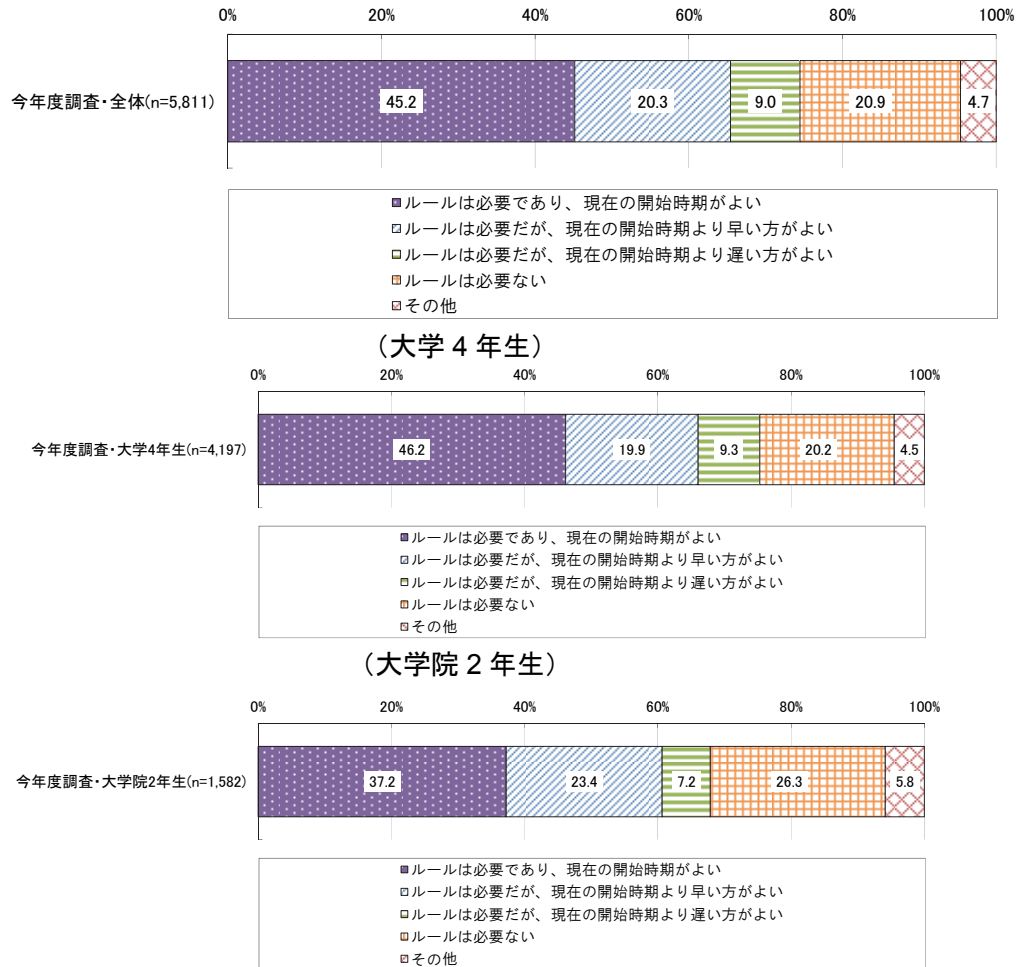 0% 20% 40% 60% 80% 100%
今年度調査・全体(n=5,811) 45.2 20.3 9.0 20.9 4.7
ルールは必要であり、現在の開始時期がよい
ルールは必要だが、現在の開始時期より早い方がよい
ルールは必要だが、現在の開始時期より遅い方がよい
ルールは必要ない
その他
（大学 4 年生）
0% 20% 40% 60% 80% 100%
今年度調査・大学4年生(n=4,197) 46.2 19.9 9.3 20.2 4.5
ルールは必要であり、現在の開始時期がよい
ルールは必要だが、現在の開始時期より早い方がよい
ルールは必要だが、現在の開始時期より遅い方がよい
ルールは必要ない
その他
（大学院 2 年生）
0% 20% 40% 60% 80% 100%
今年度調査・大学院2年生(n=1,582) 37.2 23.4 7.2 26.3 5.8
ルールは必要であり、現在の開始時期がよい
ルールは必要だが、現在の開始時期より早い方がよい
ルールは必要だが、現在の開始時期より遅い方がよい
ルールは必要ない
その他